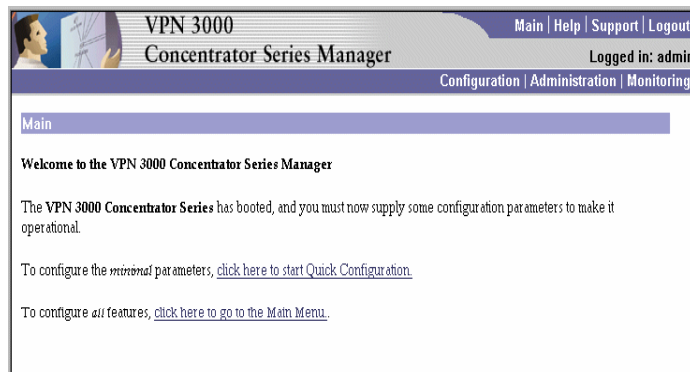 VPN 3000
Concentrator Series Manager
Main | Help | Support | Logout
Logged in: admin
Configuration | Administration | Monitoring
Main
Welcome to the VPN 3000 Concentrator Series Manager
The VPN 3000 Concentrator Series has booted, and you must now supply some configuration parameters to make it
operational.
To configure the minimal parameters, click here to start Quick Configuration.
To configure all features, click here to go to the Main Menu..